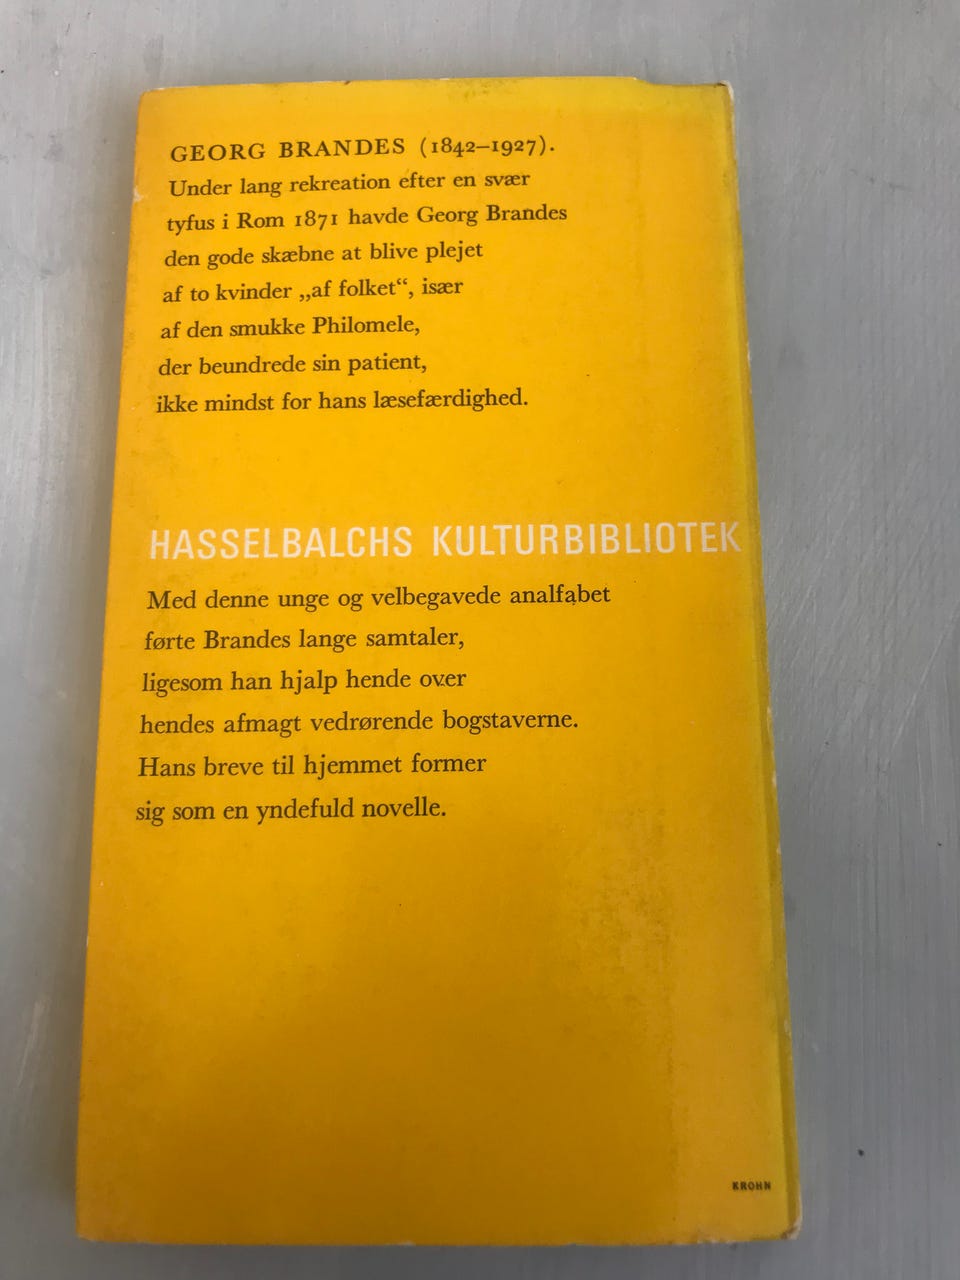 GEORG BRANDES (1842–1927).
Under lang rekreation efter en svær
tyfus i Rom 1871 havde Georg Brandes
den gode skæbne at blive plejet
af to kvinder „af folket“, især
af den smukke Philomele,
der beundrede sin patient,
ikke mindst for hans læsefærdighed.
HASSELBALCHS KULTURBIBLIOTEK
Med denne unge og velbegavede analfabet
førte Brandes lange samtaler,
ligesom han hjalp hende over
hendes afmagt vedrørende bogstaverne.
Hans breve til hjemmet former
sig som en yndefuld novelle.
KROHN